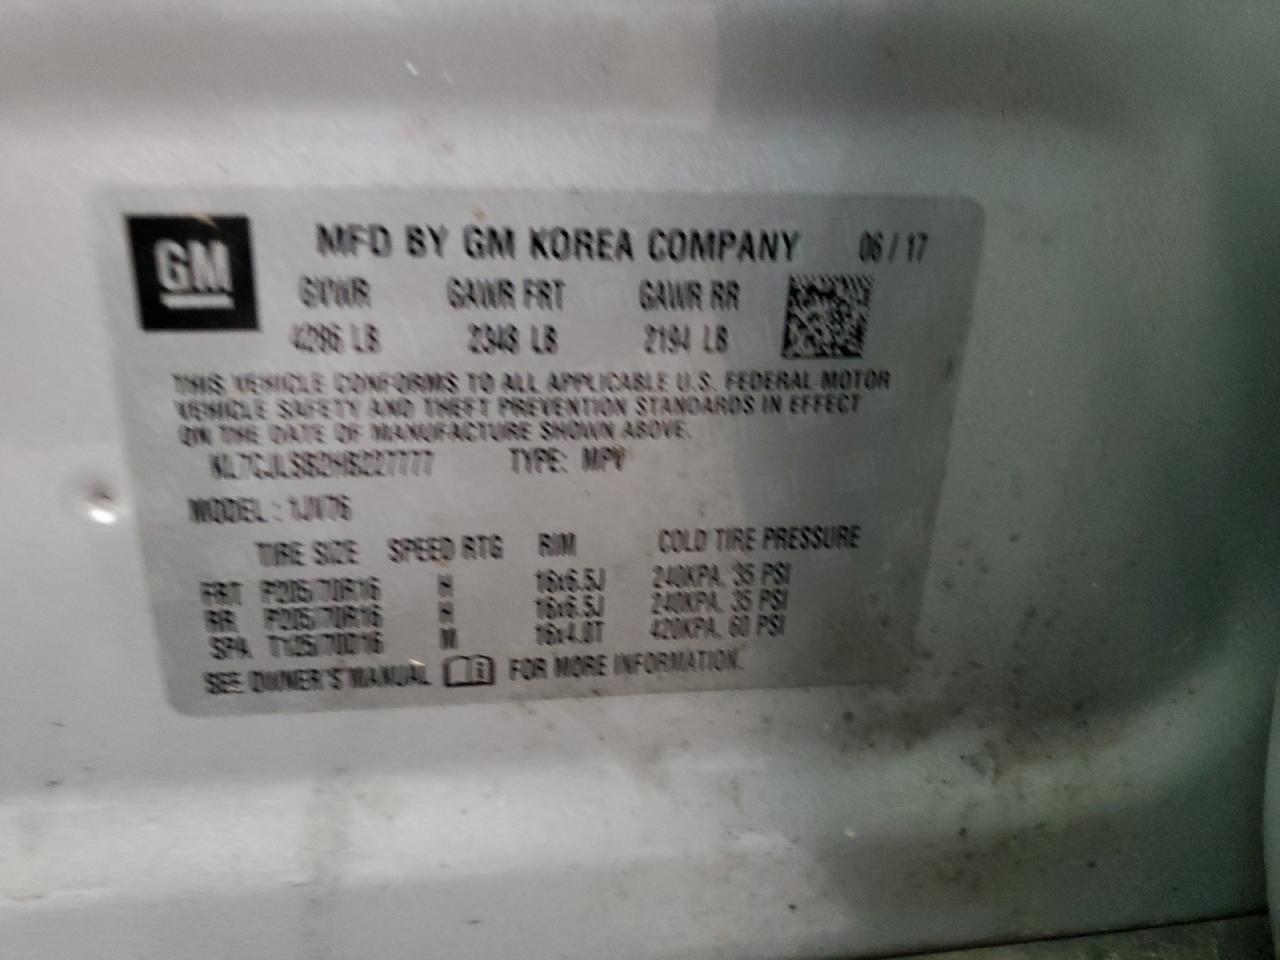 GM
MFD BY GM KOREA COMPANY 06 / 17
GVWR GAWR FRT GAWR RR
4286 LB 2348 LB 2194 LB
THIS VEHICLE CONFORMS TO ALL APPLICABLE U.S. FEDERAL MOTOR
VEHICLE SAFETY AND THEFT PREVENTION STANDARDS IN EFFECT
ON THE DATE OF MANUFACTURE SHOWN ABOVE.
KL7CJLSB2HB227777 TYPE: MPV
MODEL : 1JV76
TIRE SIZE SPEED RTG RIM COLD TIRE PRESSURE
FRT P205/70R16 H 16x6.5J 240KPA, 35 PSI
RR P205/70R16 H 16x6.5J 240KPA, 35 PSI
SPA T125/70D16 M 16x4.0T 420KPA, 60 PSI
SEE OWNER'S MANUAL i FOR MORE INFORMATION.